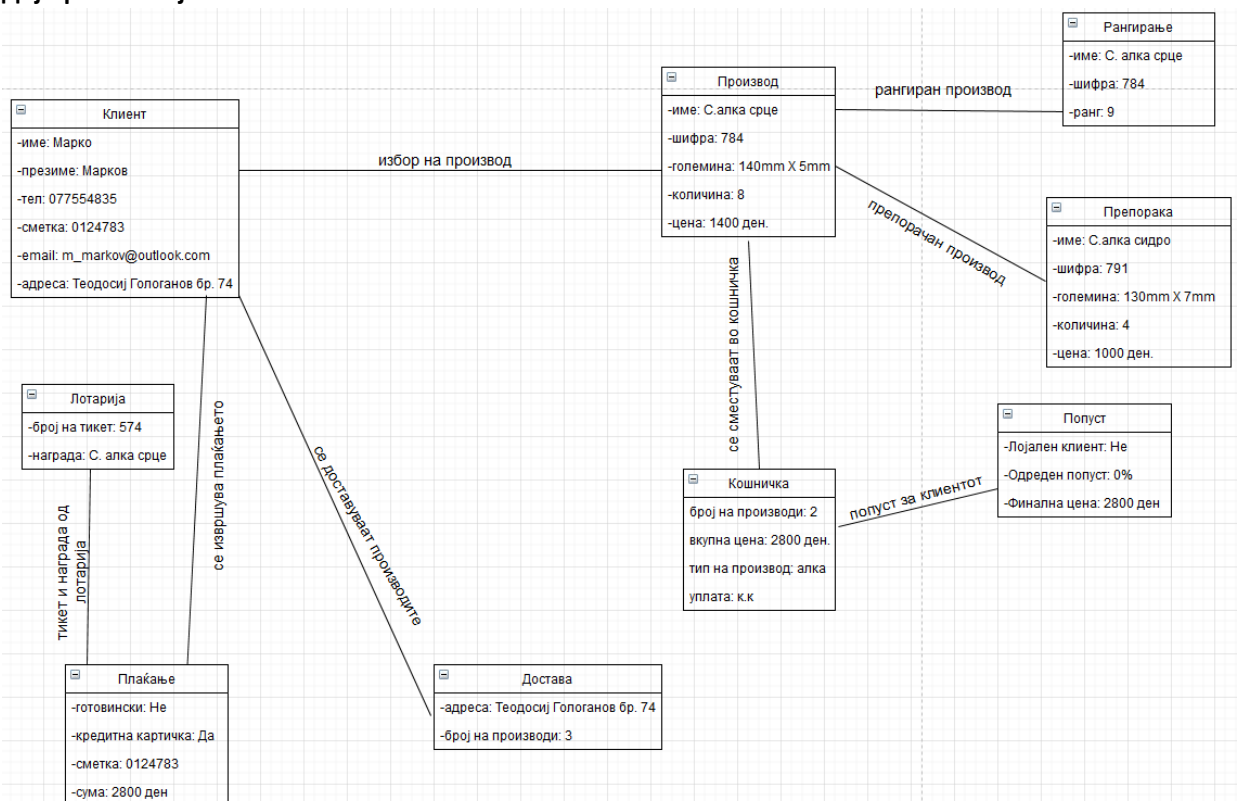 Клиент
-име: Марко
-презиме: Марков
-тел: 077554835
-сметка: 0124783
-email: m_markov@outlook.com
-адреса: Теодосиј Гологанов бр. 74
избор на производ
Производ
-име: С.алка срце
-шифра: 784
-големина: 140mm X 5mm
-количина: 8
-цена: 1400 ден.
рангиран производ
Рангирање
-име: С. алка срце
-шифра: 784
-ранг: 9
препорачан производ
Препорака
-име: С.алка сидро
-шифра: 791
-големина: 130mm X 7mm
-количина: 4
-цена: 1000 ден.
се сместуваат во кошничка
Кошничка
број на производи: 2
вкупна цена: 2800 ден.
тип на производ: алка
уплата: к.к
попуст за клиентот
Попуст
-Лојален клиент: Не
-Одреден попуст: 0%
-Финална цена: 2800 ден
Лотарија
-број на тикет: 574
-награда: С. алка срце
тикет и награда од
лотарија
се извршува плаќањето
се доставуваат производите
Плаќање
-готовински: Не
-кредитна картичка: Да
-сметка: 0124783
-сума: 2800 ден
Достава
-адреса: Теодосиј Гологанов бр. 74
-број на производи: 3